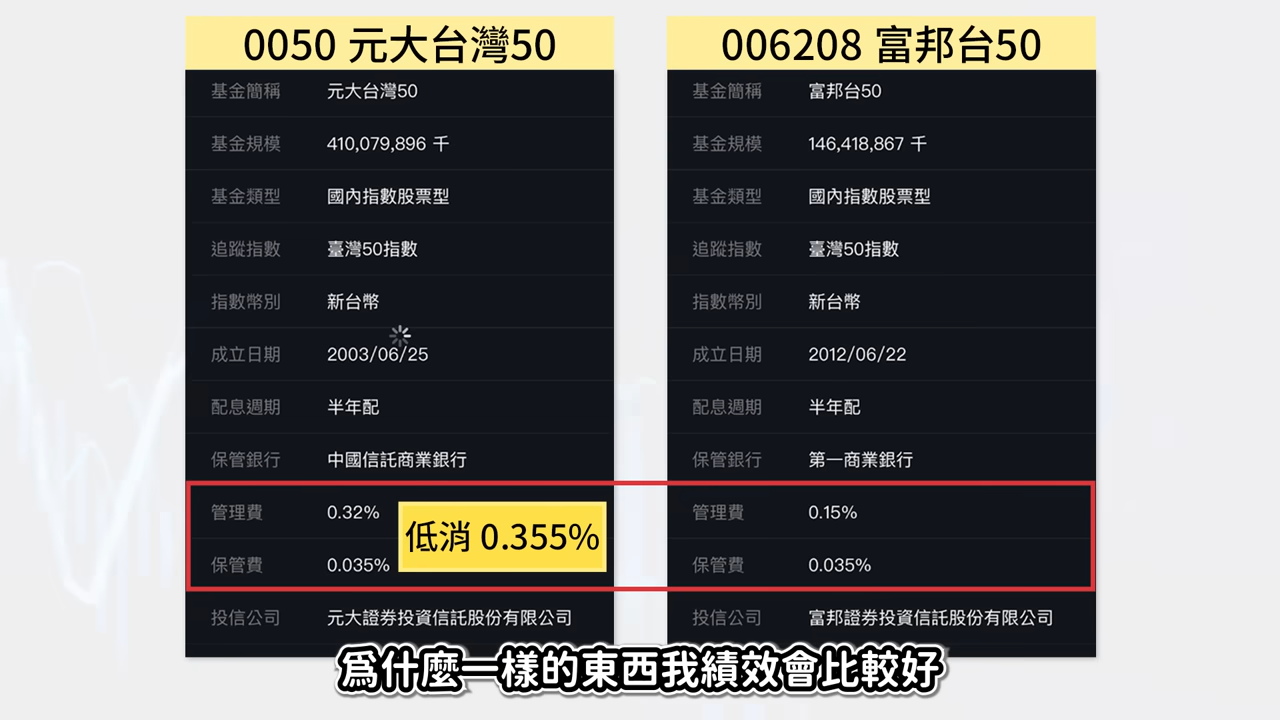 0050 元大台灣50
基金簡稱 元大台灣50
基金規模 410,079,896 千
基金類型 國內指數股票型
追蹤指數 臺灣50指數
指數幣別 新台幣
成立日期 2003/06/25
配息週期 半年配
保管銀行 中國信託商業銀行
管理費 0.32%
保管費 0.035%
低消 0.355%
投信公司 元大證券投資信託股份有限公司
006208 富邦台50
基金簡稱 富邦台50
基金規模 146,418,867 千
基金類型 國內指數股票型
追蹤指數 臺灣50指數
指數幣別 新台幣
成立日期 2012/06/22
配息週期 半年配
保管銀行 第一商業銀行
管理費 0.15%
保管費 0.035%
投信公司 富邦證券投資信託股份有限公司
為什麼一樣的東西我績效會比較好